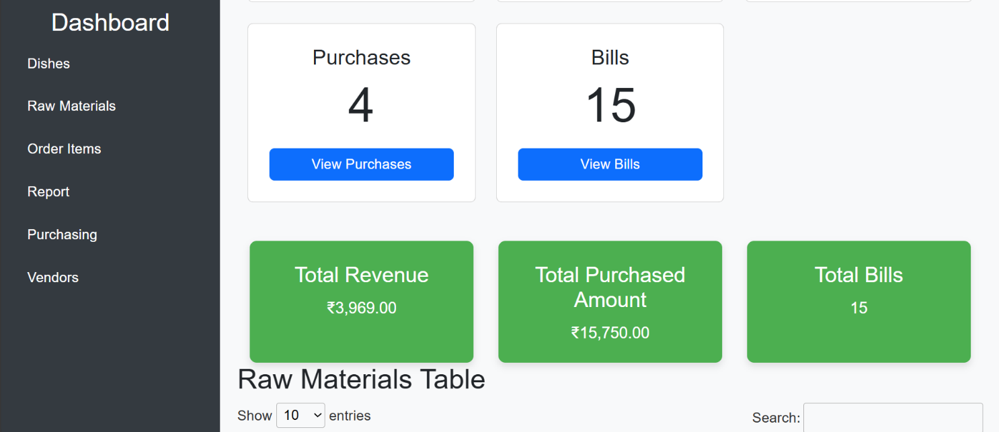 Dashboard
Dishes
Raw Materials
Order Items
Report
Purchasing
Vendors
Purchases
4
View Purchases
Bills
15
View Bills
Total Revenue
₹3,969.00
Total Purchased
Amount
₹15,750.00
Total Bills
15
Raw Materials Table
Show 10 entries
Search: